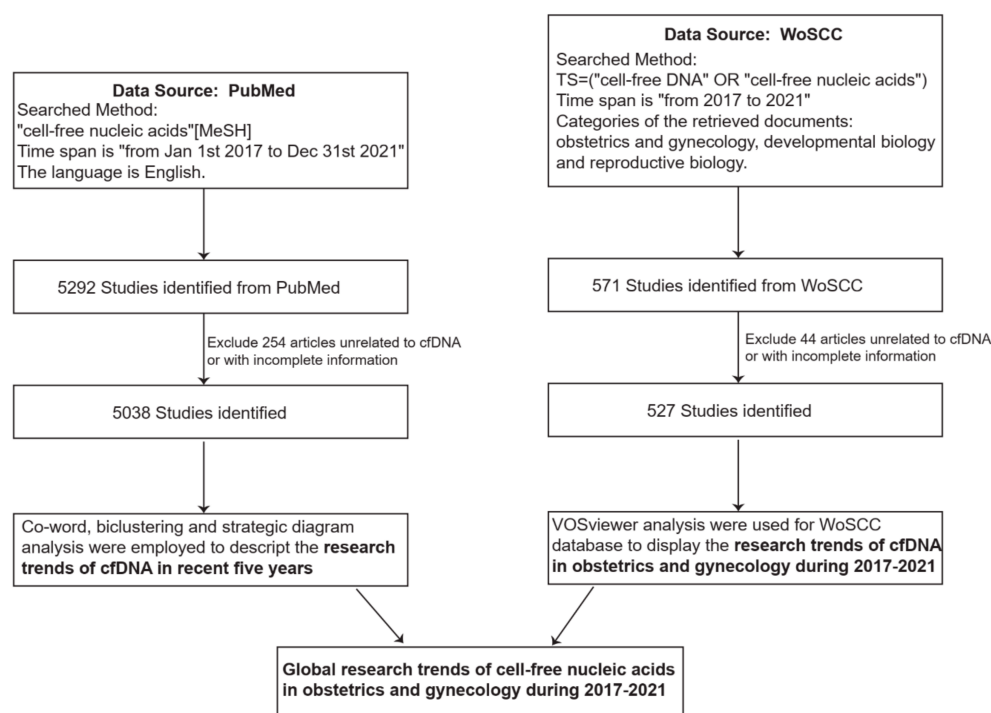 Data Source: PubMed
Searched Method:
"cell-free nucleic acids"[MeSH]
Time span is "from Jan 1st 2017 to Dec 31st 2021"
The language is English.
5292 Studies identified from PubMed
Exclude 254 articles unrelated to cfDNA
or with incomplete information
5038 Studies identified
Co-word, biclustering and strategic diagram
analysis were employed to descript the research
trends of cfDNA in recent five years
Data Source: WoSCC
Searched Method:
TS=("cell-free DNA" OR "cell-free nucleic acids")
Time span is "from 2017 to 2021"
Categories of the retrieved documents:
obstetrics and gynecology, developmental biology
and reproductive biology.
571 Studies identified from WoSCC
Exclude 44 articles unrelated to cfDNA
or with incomplete information
527 Studies identified
VOSviewer analysis were used for WoSCC
database to display the research trends of cfDNA
in obstetrics and gynecology during 2017-2021
Global research trends of cell-free nucleic acids
in obstetrics and gynecology during 2017-2021